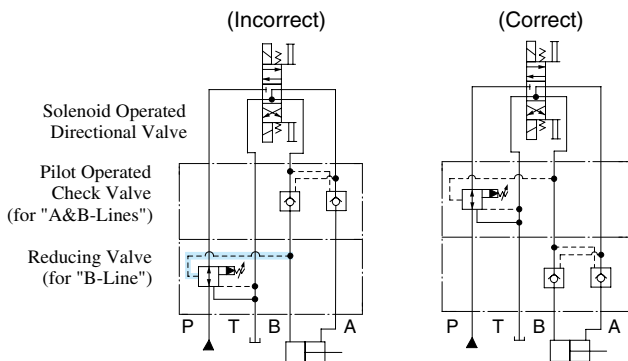 (Incorrect)
(Correct)
Solenoid Operated
Directional Valve
Pilot Operated
Check Valve
(for "A&B-Lines")
Reducing Valve
(for "B-Line")
P T B A
P T B A